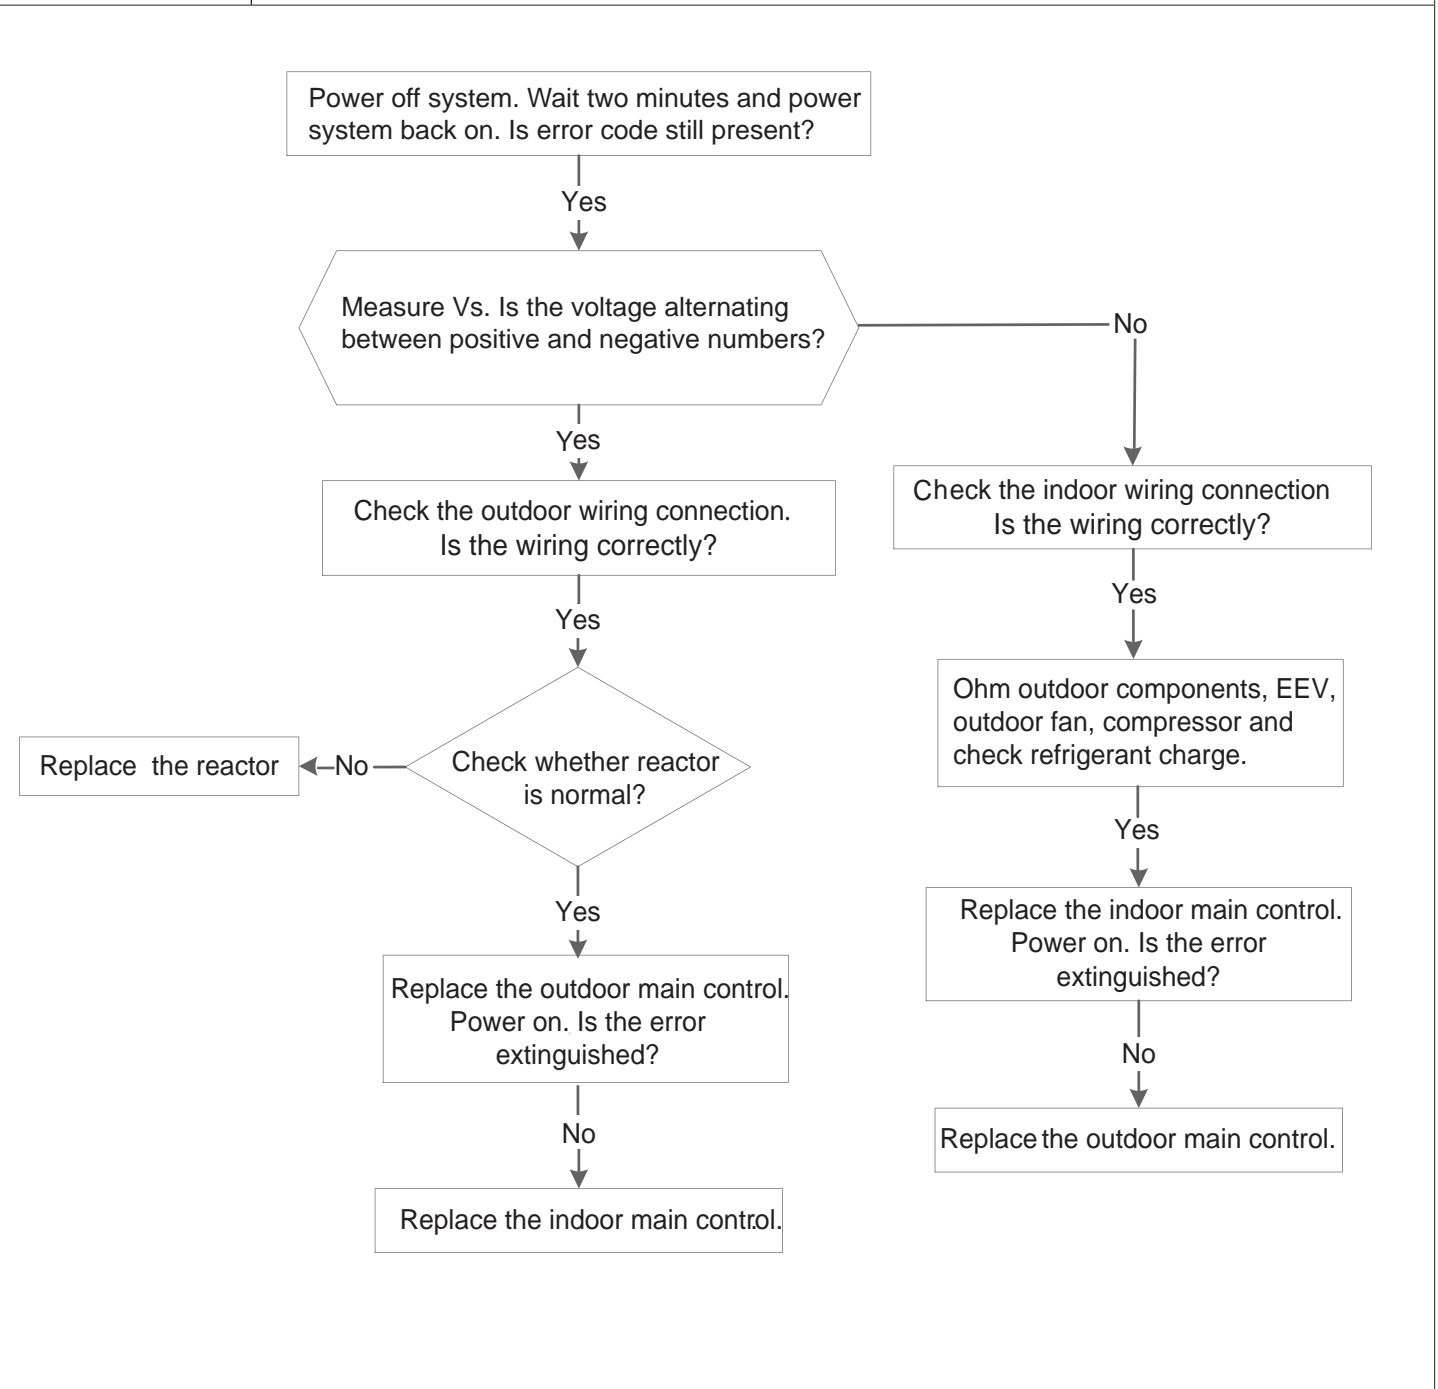 Power off system. Wait two minutes and power
system back on. Is error code still present?
Yes
Measure Vs. Is the voltage alternating
between positive and negative numbers?
No
Yes
Check the outdoor wiring connection.
Is the wiring correctly?
Check the indoor wiring connection
Is the wiring correctly?
Yes
Yes
Ohm outdoor components, EEV,
outdoor fan, compressor and
check refrigerant charge.
Replace the reactor
No
Check whether reactor
is normal?
Yes
Yes
Replace the indoor main control.
Power on. Is the error
extinguished?
Replace the outdoor main control.
Power on. Is the error
extinguished?
No
No
Replace the outdoor main control.
Replace the indoor main control.